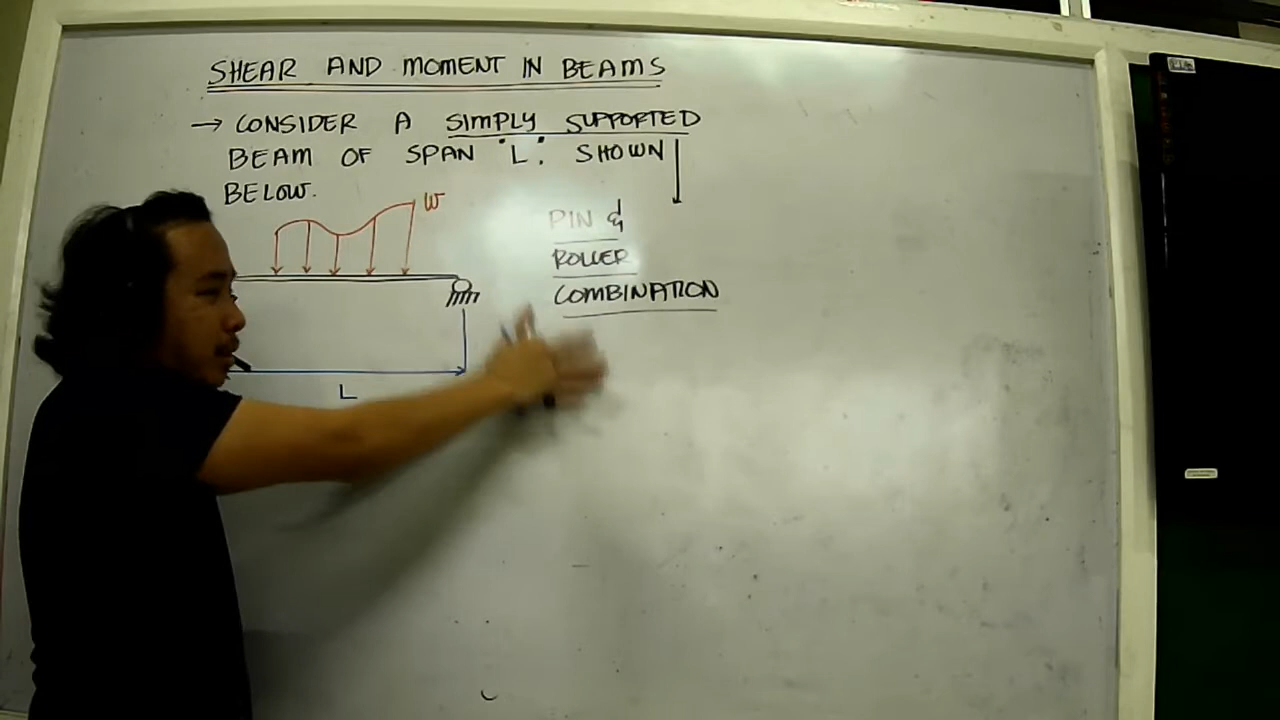 SHEAR AND MOMENT IN BEAMS
→ CONSIDER A SIMPLY SUPPORTED
BEAM OF SPAN "L". SHOWN
BELOW.
W
PIN &
ROLLER
COMBINATION
L